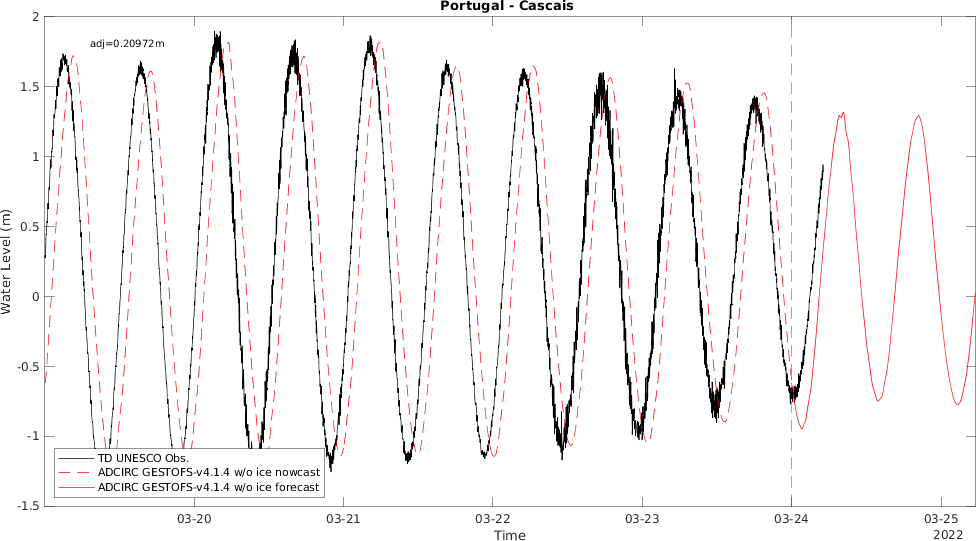 Portugal - Cascais
adj=0.20972m
2
1.5
1
0.5
0
-0.5
-1
-1.5
Water Level (m)
TD UNESCO Obs.
ADCIRC GESTOFS-v4.1.4 w/o ice nowcast
ADCIRC GESTOFS-v4.1.4 w/o ice forecast
03-20 03-21 03-22 03-23 03-24 03-25
Time
2022